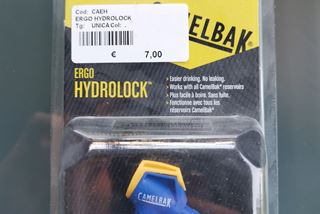 Cod: CAEH
ERGO HYDROLOCK
Tg: UNICA Col: .
€ 7,00
CAMELBAK
ERGO
HYDROLOCK™
▸ Easier drinking. No leaking.
▸ Works with all CamelBak® reservoirs
▸ Plus facile à boire. Sans fuite.
▸ Fonctionne avec tous les
réservoirs CamelBak®
CAMELBAK